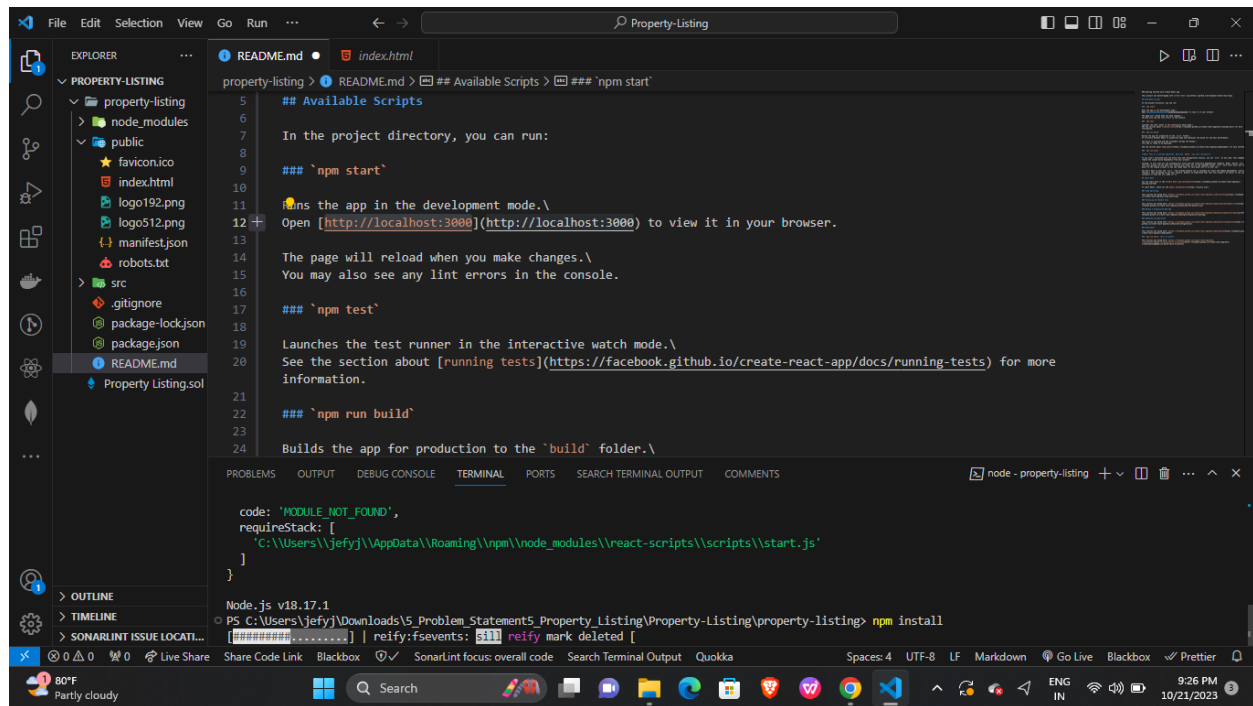 File Edit Selection View Go Run ··· Property-Listing
EXPLORER ···
PROPERTY-LISTING
property-listing
node_modules
public
favicon.ico
index.html
logo192.png
logo512.png
manifest.json
robots.txt
src
.gitignore
package-lock.json
package.json
README.md
Property Listing.sol
OUTLINE
TIMELINE
SONARLINT ISSUE LOCATI...
README.md index.html
property-listing > README.md > ## Available Scripts > ### `npm start`
5 ## Available Scripts
6
7 In the project directory, you can run:
8
9 ### `npm start`
10
11 Runs the app in the development mode.\
12 Open [http://localhost:3000](http://localhost:3000) to view it in your browser.
13
14 The page will reload when you make changes.\
15 You may also see any lint errors in the console.
16
17 ### `npm test`
18
19 Launches the test runner in the interactive watch mode.\
20 See the section about [running tests](https://facebook.github.io/create-react-app/docs/running-tests) for more
information.
21
22 ### `npm run build`
23
24 Builds the app for production to the `build` folder.\
PROBLEMS OUTPUT DEBUG CONSOLE TERMINAL PORTS SEARCH TERMINAL OUTPUT COMMENTS node - property-listing
code: 'MODULE_NOT_FOUND',
requireStack: [
'C:\\Users\\jefyj\\AppData\\Roaming\\npm\\node_modules\\react-scripts\\scripts\\start.js'
]
}
Node.js v18.17.1
PS C:\Users\jefyj\Downloads\5_Problem_Statement5_Property_Listing\Property-Listing\property-listing> npm install
[#########.........] | reify:fsevents: sill reify mark deleted [
0 0 0 Live Share Share Code Link Blackbox SonarLint focus: overall code Search Terminal Output Quokka Spaces: 4 UTF-8 LF Markdown Go Live Blackbox Prettier
80°F
Partly cloudy
Search
ENG
IN
9:26 PM
10/21/2023
3